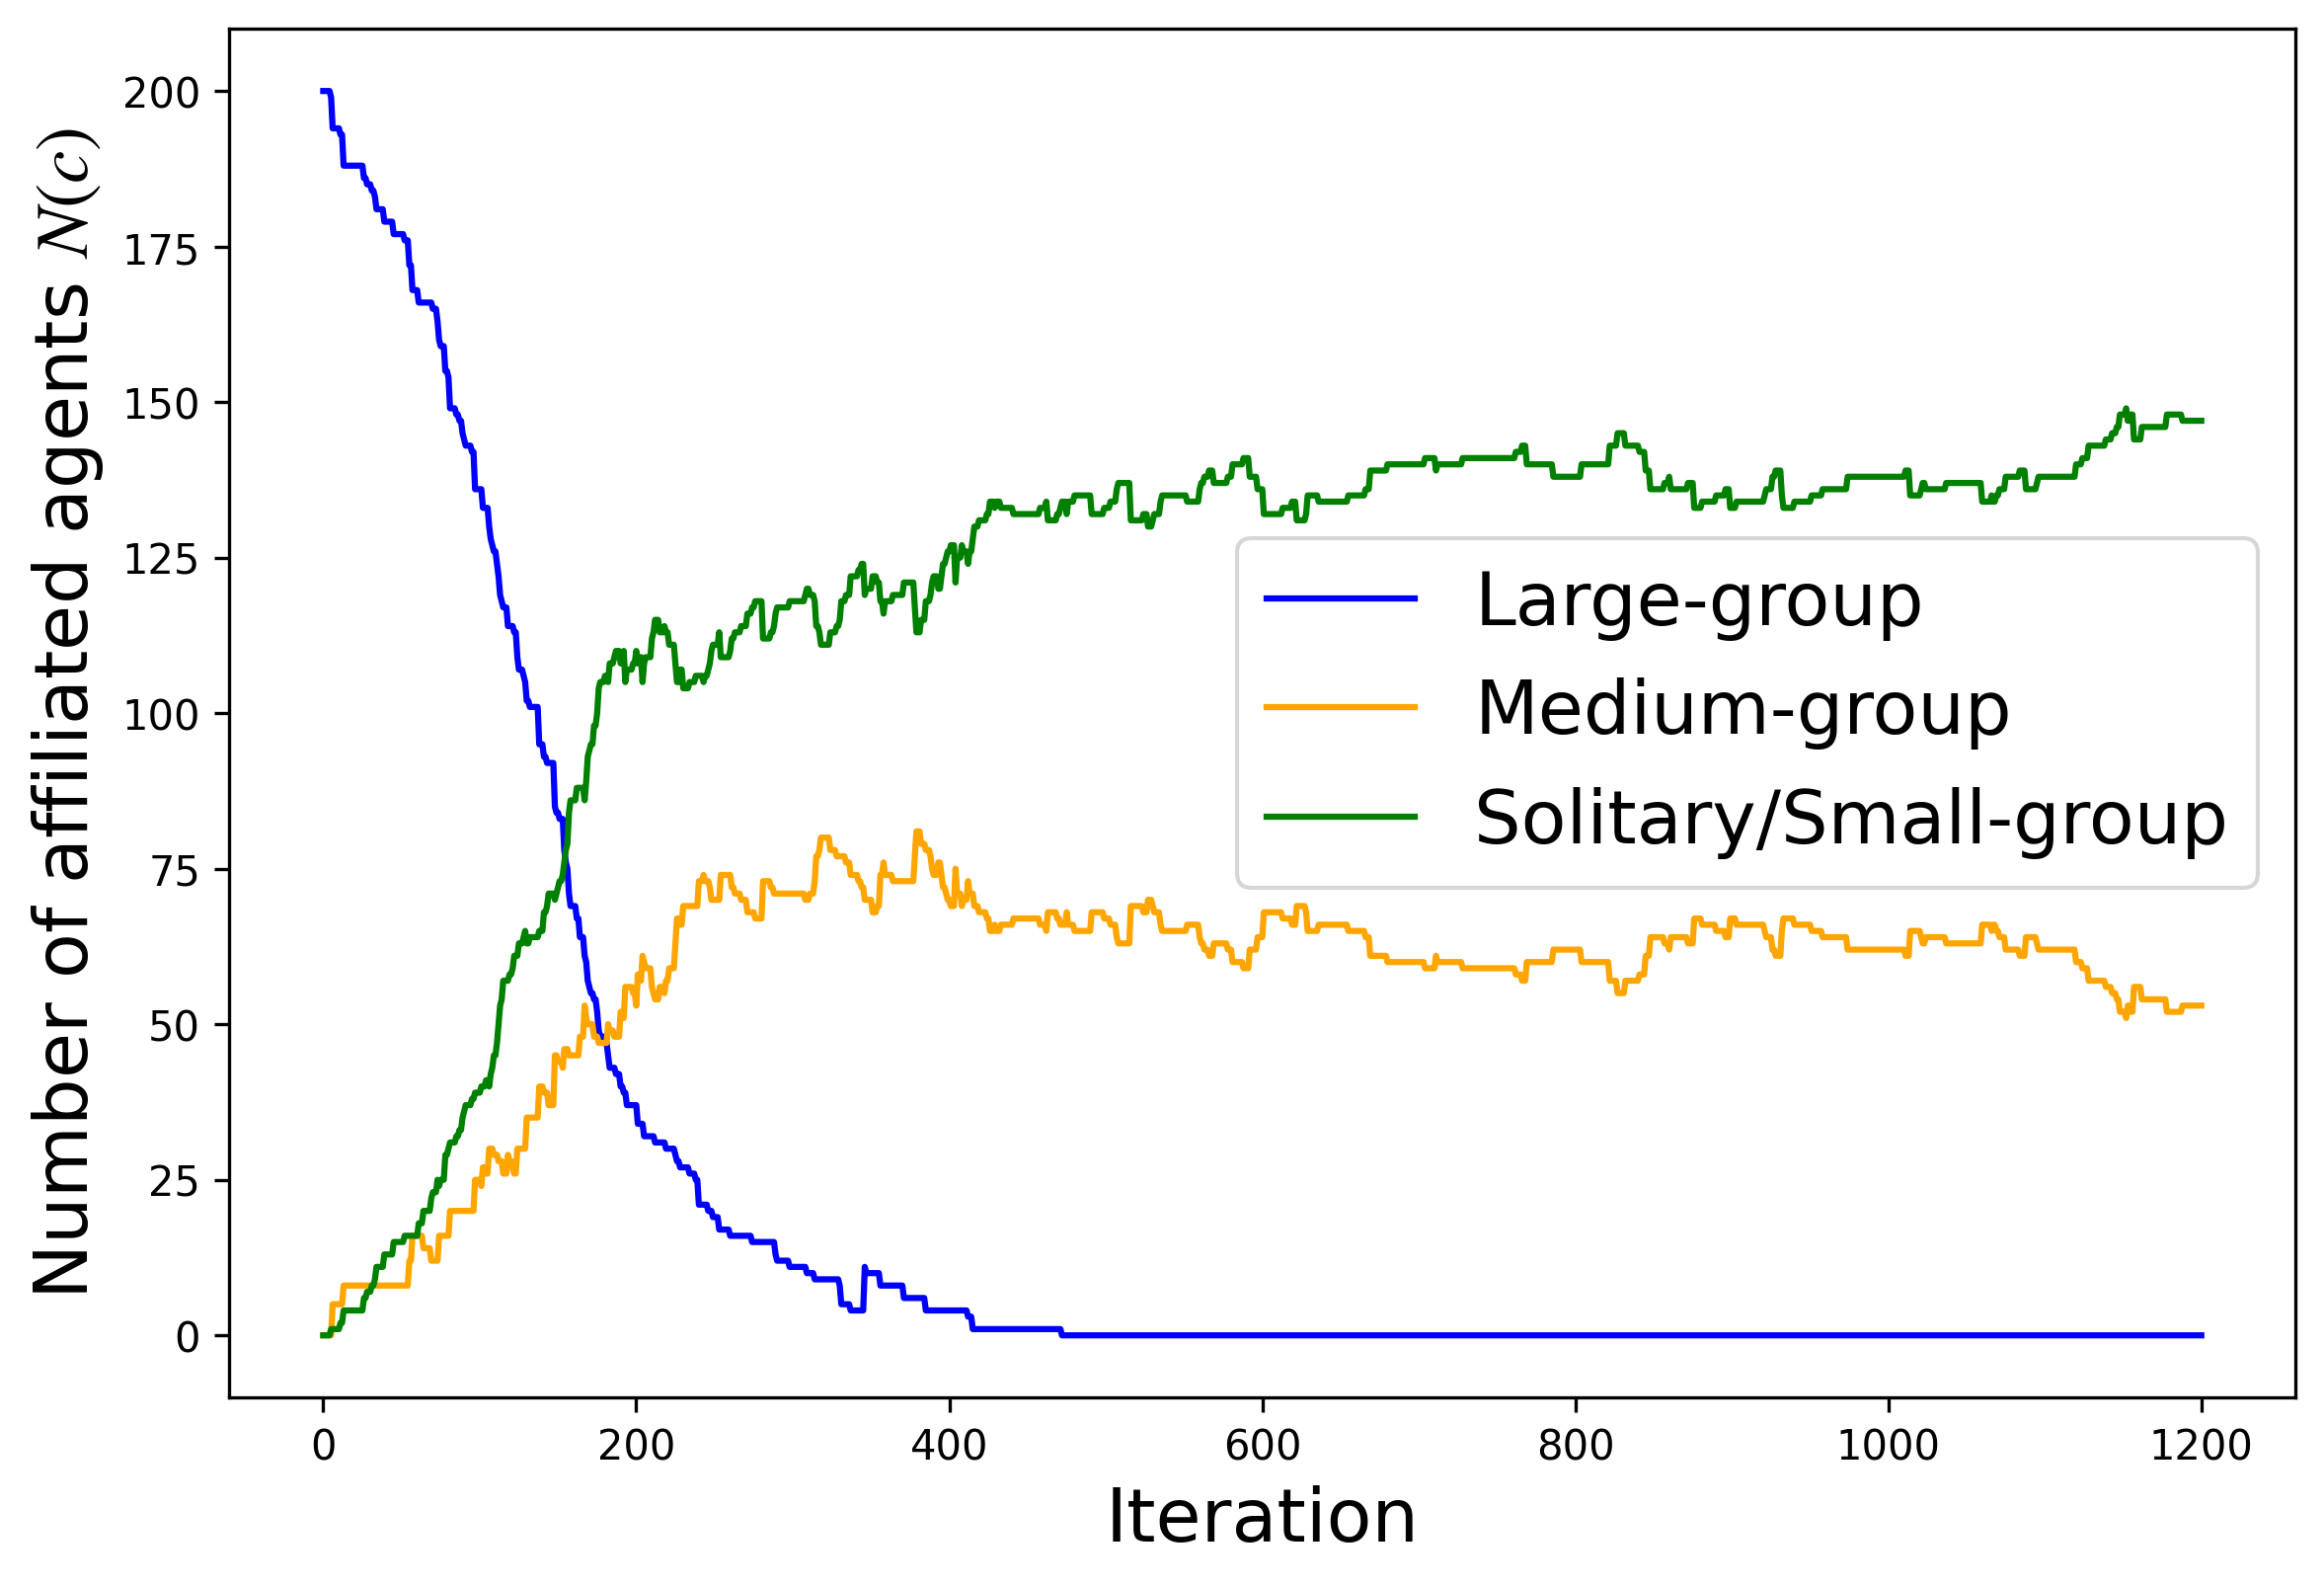 Number of affiliated agents N(c)
200
175
150
125
100
75
50
25
0
Large-group
Medium-group
Solitary/Small-group
0 200 400 600 800 1000 1200
Iteration